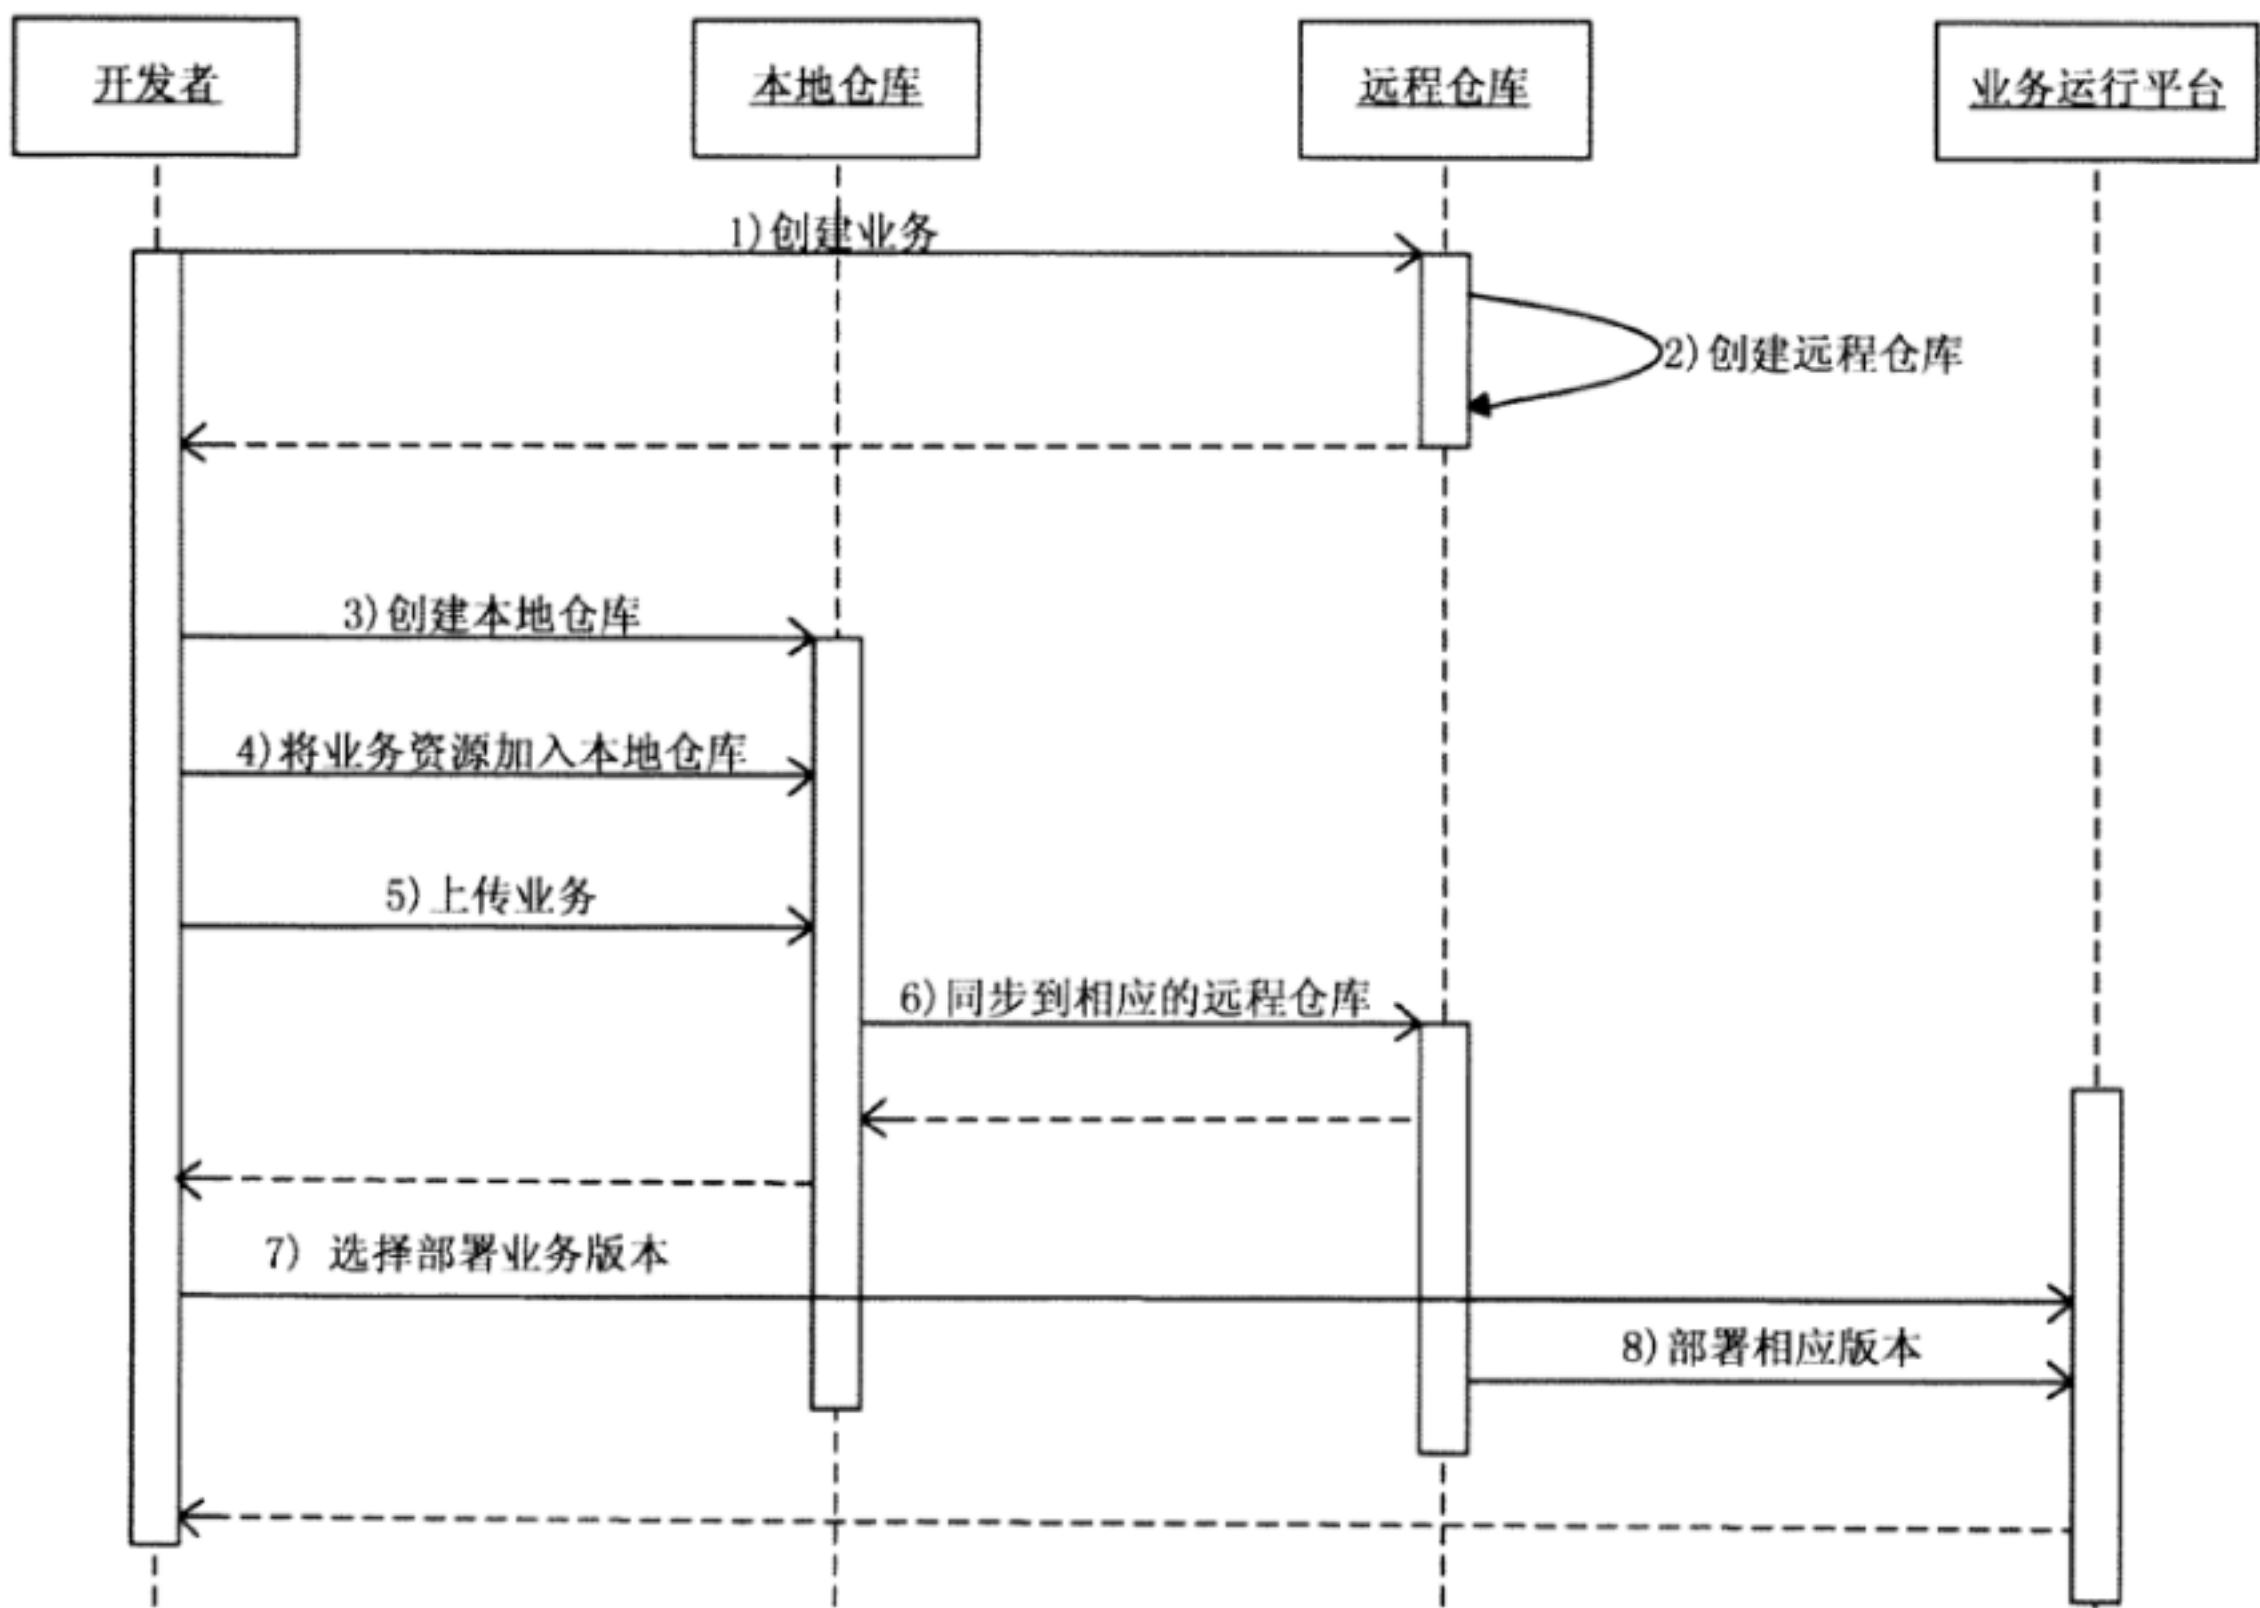 开发者
本地仓库
远程仓库
业务运行平台
1)创建业务
2)创建远程仓库
3)创建本地仓库
4)将业务资源加入本地仓库
5)上传业务
6)同步到相应的远程仓库
7) 选择部署业务版本
8)部署相应版本